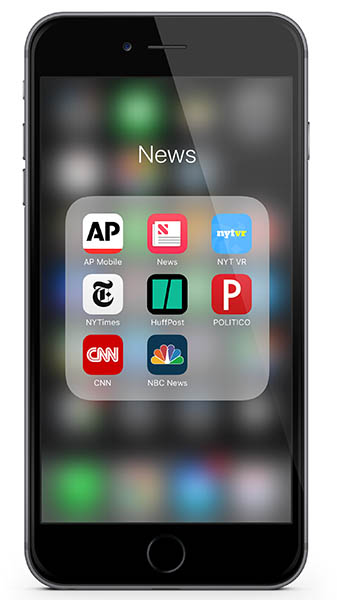 News
AP
nytvr
AP Mobile News NYT VR
T
P
NYTimes HuffPost POLITICO
CNN
CNN NBC News